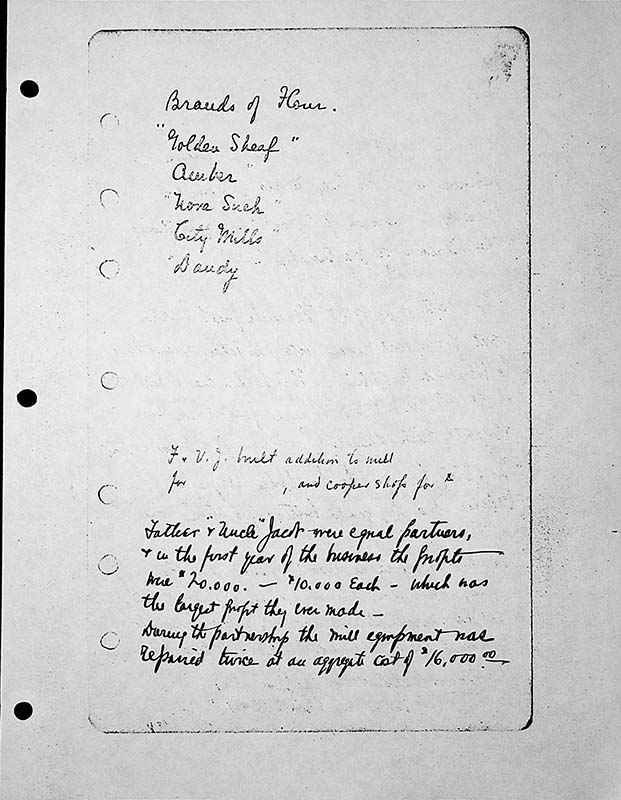 Brands of Flour.
"Golden Sheaf"
"Amber"
"None Such"
"City Mills"
"Dandy"
F & V. J. built addition to mill
for , and cooper shops for $
Father & "Uncle" Jacob were equal partners,
& in the first year of the business the profits
were $20.000. — $10.000 Each — which was
the largest profit they ever made —
During the partnership the mill equipment was
repaired twice at an aggregate cost of $16,000.00